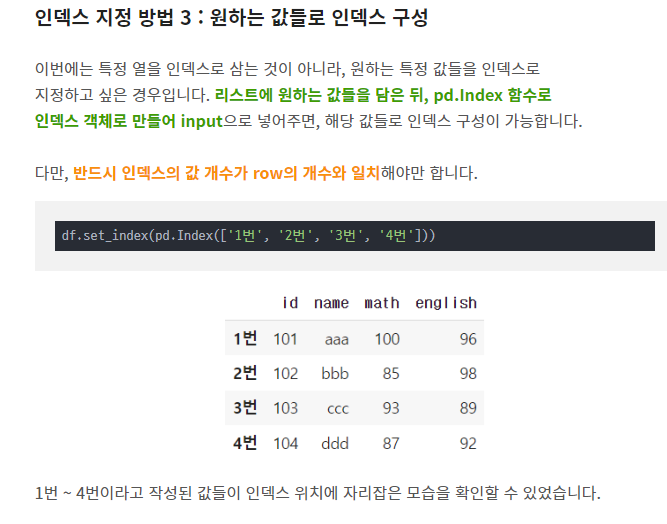 인덱스 지정 방법 3 : 원하는 값들로 인덱스 구성
이번에는 특정 열을 인덱스로 삼는 것이 아니라, 원하는 특정 값들을 인덱스로
지정하고 싶은 경우입니다. 리스트에 원하는 값들을 담은 뒤, pd.Index 함수로
인덱스 객체로 만들어 input으로 넣어주면, 해당 값들로 인덱스 구성이 가능합니다.
다만, 반드시 인덱스의 값 개수가 row의 개수와 일치해야만 합니다.
df.set_index(pd.Index(['1번', '2번', '3번', '4번']))
id name math english
1번 101 aaa 100 96
2번 102 bbb 85 98
3번 103 ccc 93 89
4번 104 ddd 87 92
1번 ~ 4번이라고 작성된 값들이 인덱스 위치에 자리잡은 모습을 확인할 수 있었습니다.